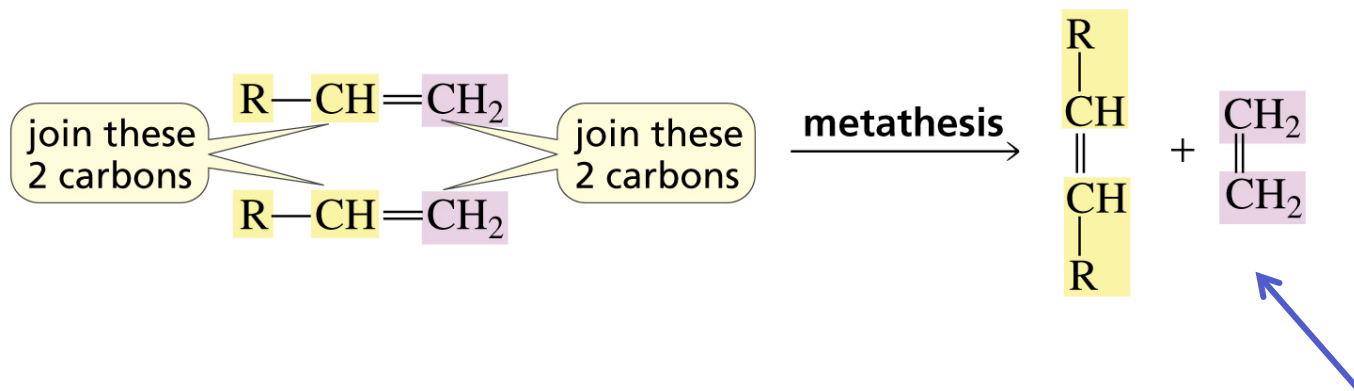 R—CH=CH₂
join these
2 carbons
join these
2 carbons
R—CH=CH₂
metathesis
R
CH
CH
R
+
CH₂
CH₂